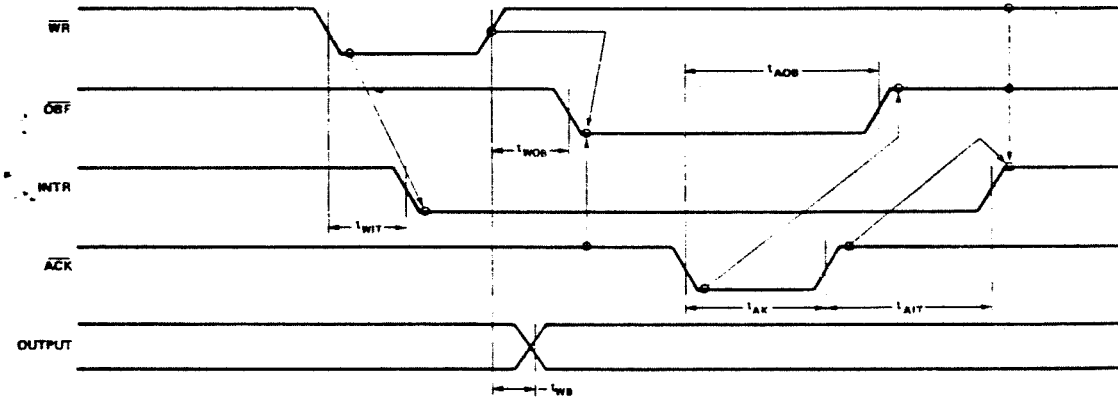 WR
tAOB
OBF
tWOB
INTR
tWIT
ACK
tAK
tAIT
OUTPUT
tWB